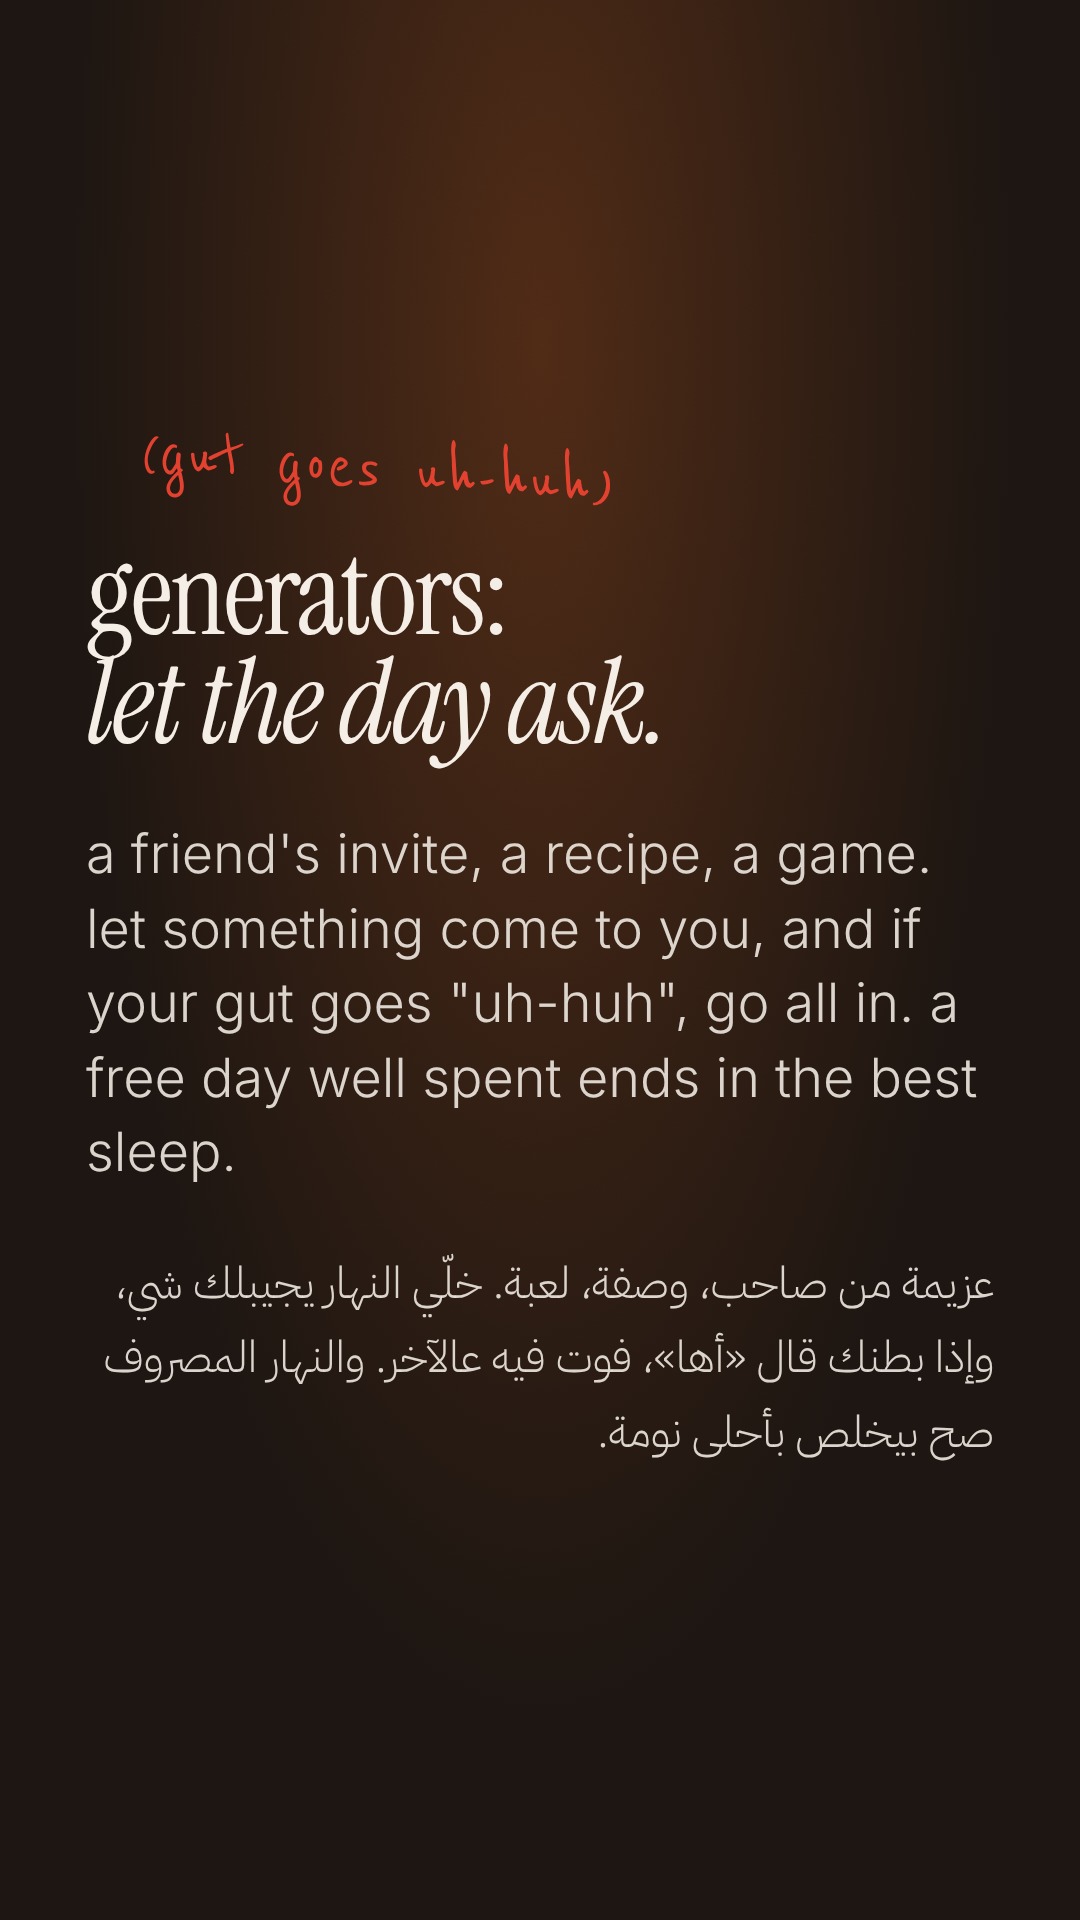 (gut goes uh-huh)
generators:
let the day ask.
a friend's invite, a recipe, a game.
let something come to you, and if
your gut goes "uh-huh", go all in. a
free day well spent ends in the best
sleep.
عزيمة من صاحب، وصفة، لعبة. خلّي النهار يجيبلك شي،
وإذا بطنك قال «أها»، فوت فيه عالآخر. والنهار المصروف
صح بيخلص بأحلى نومة.